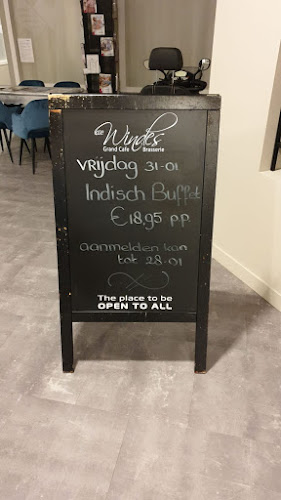 Windes
Grand Café Brasserie
Vrijdag 31-01
Indisch Buffet
€18,95 p.p.
aanmelden kan
tot 28-01
The place to be
OPEN TO ALL